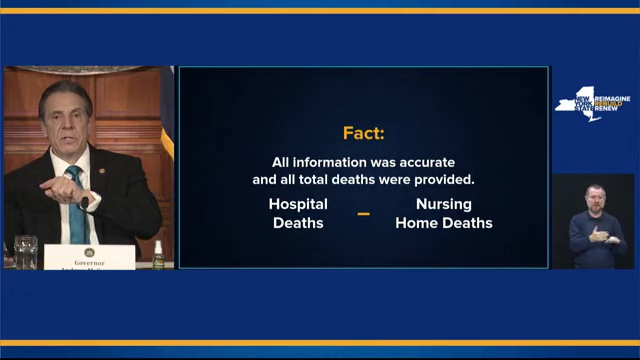 Fact:
All information was accurate
and all total deaths were provided.
Hospital
Deaths
–
Nursing
Home Deaths
Governor
NEW
YORK
STATE
REIMAGINE
REBUILD
RENEW